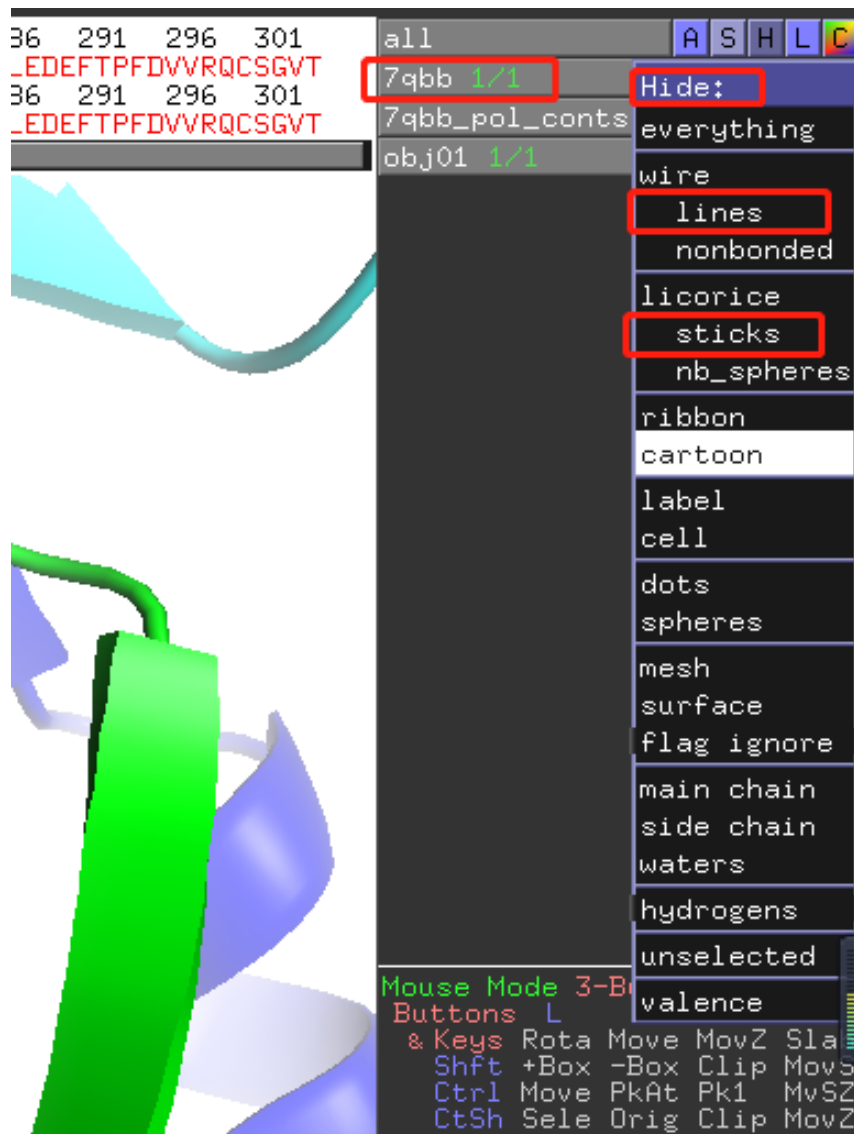 36 291 296 301
LEDEFTPFDVVRQCSGVT
36 291 296 301
LEDEFTPFDVVRQCSGVT
all A S H L C
7qbb 1/1
7qbb_pol_conts
obj01 1/1
Hide:
everything
wire
lines
nonbonded
licorice
sticks
nb_spheres
ribbon
cartoon
label
cell
dots
spheres
mesh
surface
flag ignore
main chain
side chain
waters
hydrogens
unselected
valence
Mouse Mode 3-B
Buttons L
& Keys Rota Move MovZ Sla
Shft +Box -Box Clip MovS
Ctrl Move PkAt Pk1 MvSZ
CtSh Sele Orig Clip MovZ